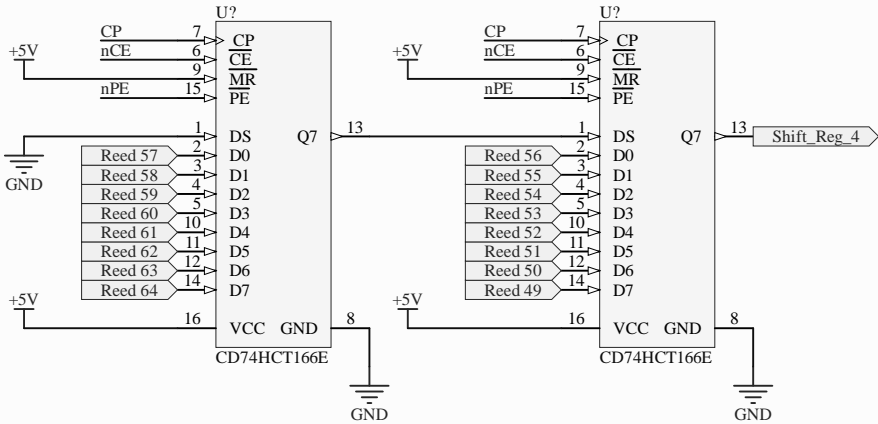 U?
CP 7 CP
nCE 6 CE
+5V 9 MR
nPE 15 PE
1 DS Q7 13
GND
Reed 57 2 D0
Reed 58 3 D1
Reed 59 4 D2
Reed 60 5 D3
Reed 61 10 D4
Reed 62 11 D5
Reed 63 12 D6
Reed 64 14 D7
+5V 16 VCC GND 8
CD74HCT166E
GND
U?
CP 7 CP
nCE 6 CE
+5V 9 MR
nPE 15 PE
1 DS Q7 13 Shift_Reg_4
Reed 56 2 D0
Reed 55 3 D1
Reed 54 4 D2
Reed 53 5 D3
Reed 52 10 D4
Reed 51 11 D5
Reed 50 12 D6
Reed 49 14 D7
+5V 16 VCC GND 8
CD74HCT166E
GND